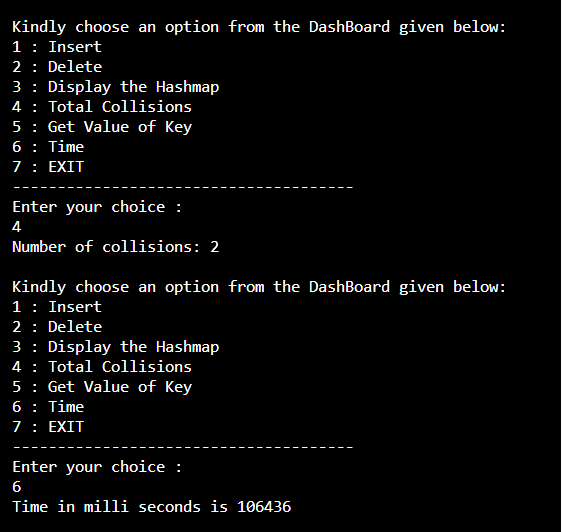 Kindly choose an option from the DashBoard given below:
1 : Insert
2 : Delete
3 : Display the Hashmap
4 : Total Collisions
5 : Get Value of Key
6 : Time
7 : EXIT
--------------------------------------
Enter your choice :
4
Number of collisions: 2
Kindly choose an option from the DashBoard given below:
1 : Insert
2 : Delete
3 : Display the Hashmap
4 : Total Collisions
5 : Get Value of Key
6 : Time
7 : EXIT
--------------------------------------
Enter your choice :
6
Time in milli seconds is 106436